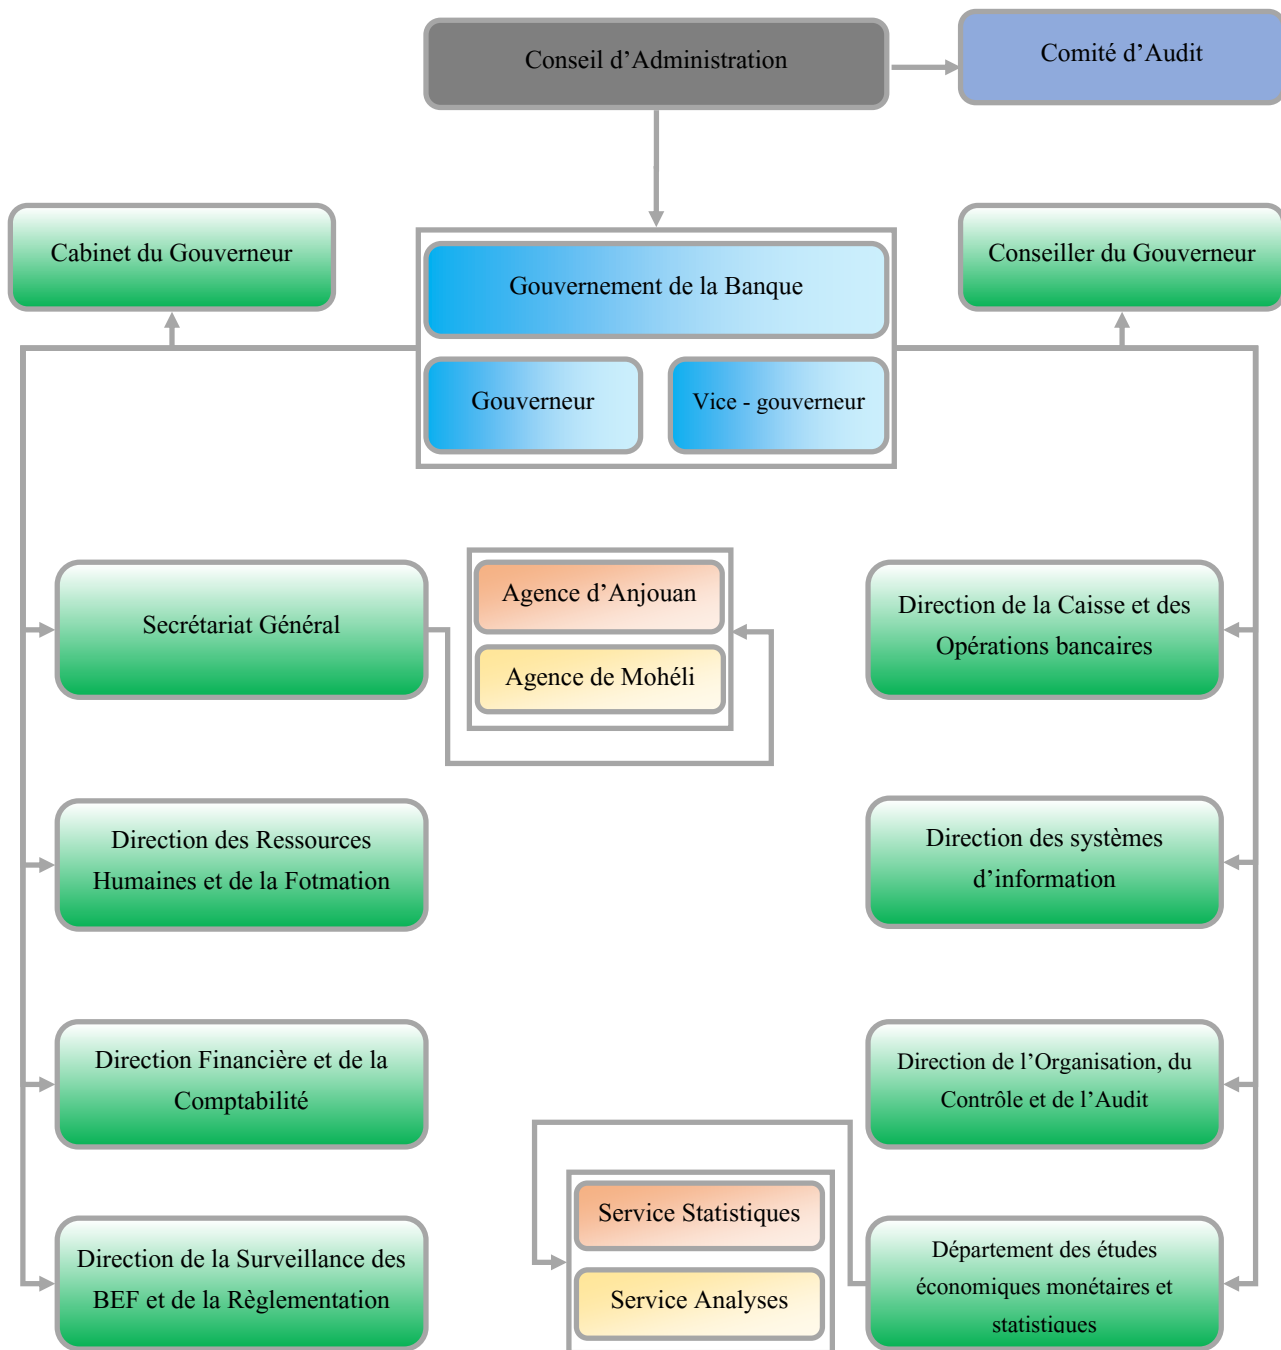 Conseil d’Administration
Comité d’Audit
Cabinet du Gouverneur
Conseiller du Gouverneur
Gouvernement de la Banque
Gouverneur
Vice - gouverneur
Secrétariat Général
Agence d’Anjouan
Agence de Mohéli
Direction de la Caisse et des
Opérations bancaires
Direction des Ressources
Humaines et de la Fotmation
Direction des systèmes
d’information
Direction Financière et de la
Comptabilité
Direction de l’Organisation, du
Contrôle et de l’Audit
Direction de la Surveillance des
BEF et de la Règlementation
Service Statistiques
Service Analyses
Département des études
économiques monétaires et
statistiques